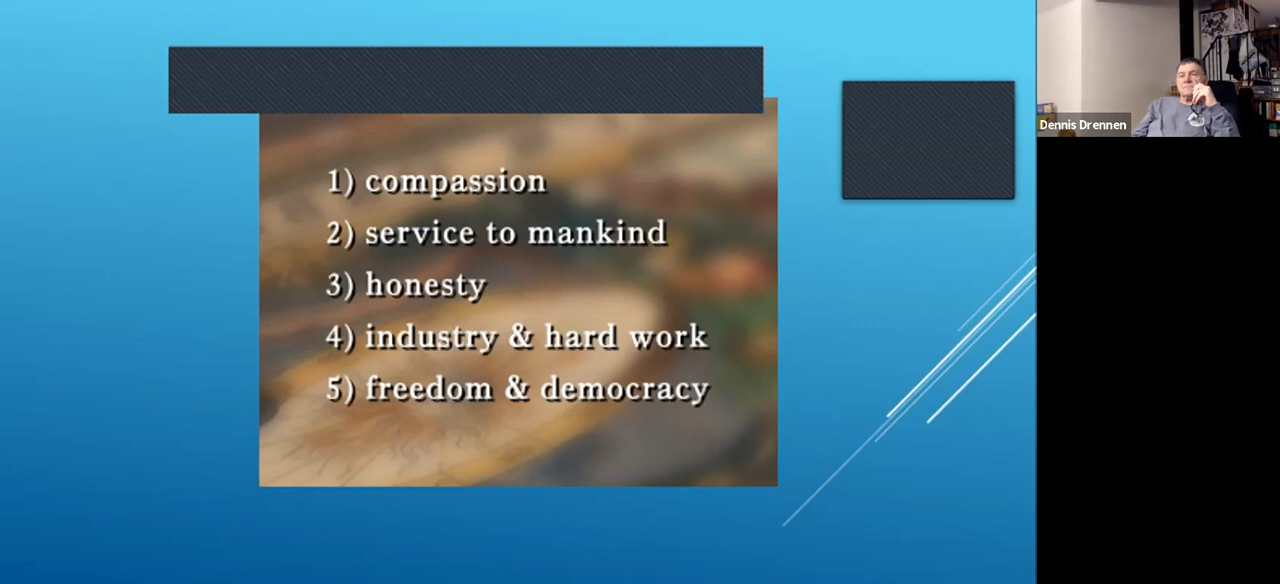 1) compassion
2) service to mankind
3) honesty
4) industry & hard work
5) freedom & democracy
Dennis Drennen